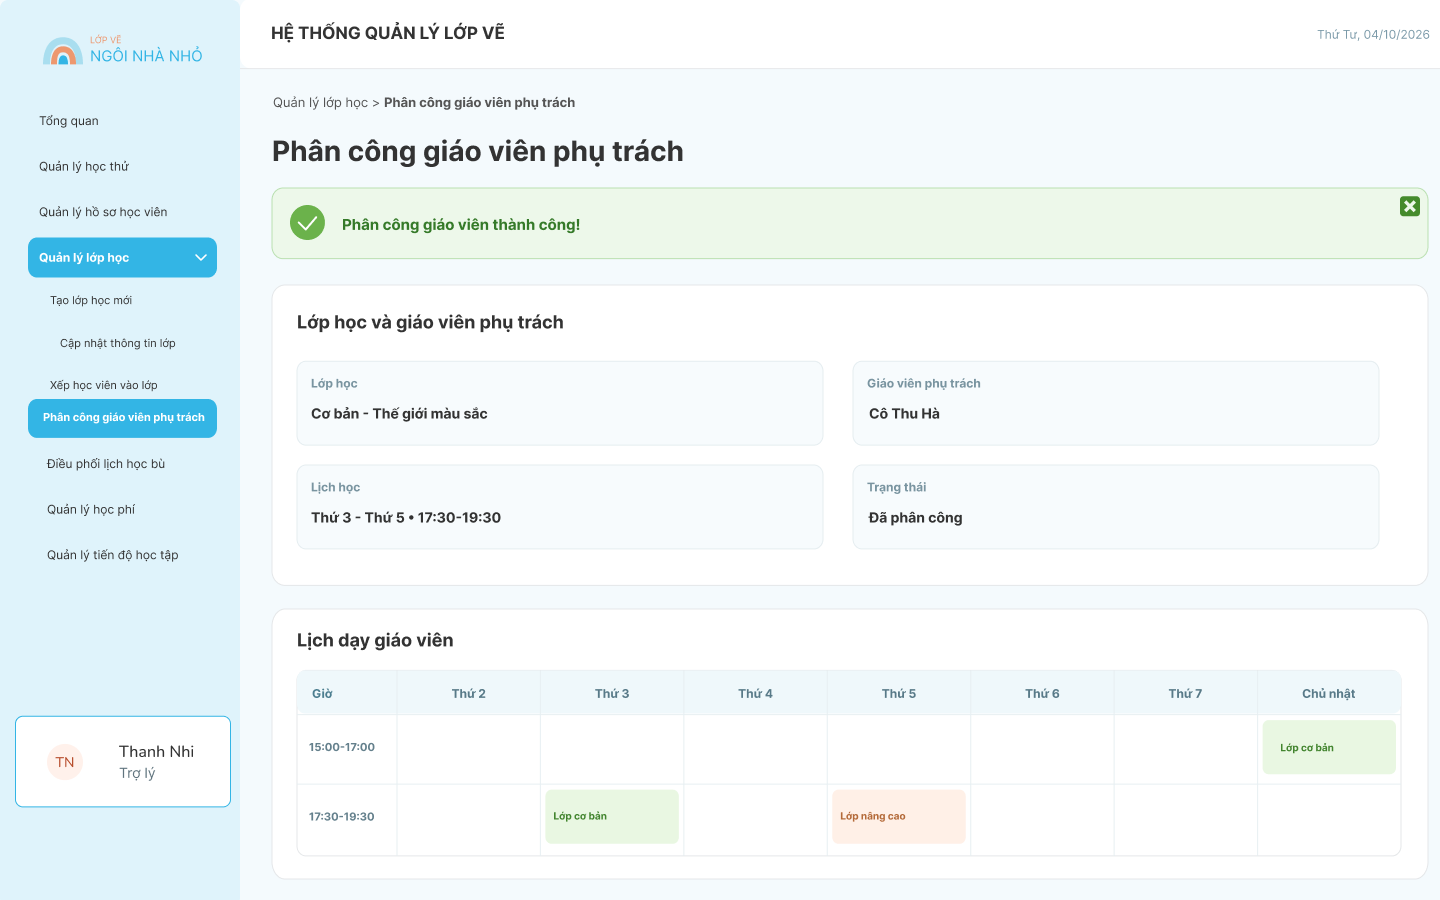 LỚP VẼ
NGÔI NHÀ NHỎ
Tổng quan
Quản lý học thử
Quản lý hồ sơ học viên
Quản lý lớp học
Tạo lớp học mới
Cập nhật thông tin lớp
Xếp học viên vào lớp
Phân công giáo viên phụ trách
Điều phối lịch học bù
Quản lý học phí
Quản lý tiến độ học tập
TN
Thanh Nhi
Trợ lý
HỆ THỐNG QUẢN LÝ LỚP VẼ
Thứ Tư, 04/10/2026
Quản lý lớp học > Phân công giáo viên phụ trách
Phân công giáo viên phụ trách
Phân công giáo viên thành công!
Lớp học và giáo viên phụ trách
Lớp học
Cơ bản - Thế giới màu sắc
Giáo viên phụ trách
Cô Thu Hà
Lịch học
Thứ 3 - Thứ 5 • 17:30-19:30
Trạng thái
Đã phân công
Lịch dạy giáo viên
Giờ Thứ 2 Thứ 3 Thứ 4 Thứ 5 Thứ 6 Thứ 7 Chủ nhật
15:00-17:00 Lớp cơ bản
17:30-19:30 Lớp cơ bản Lớp nâng cao